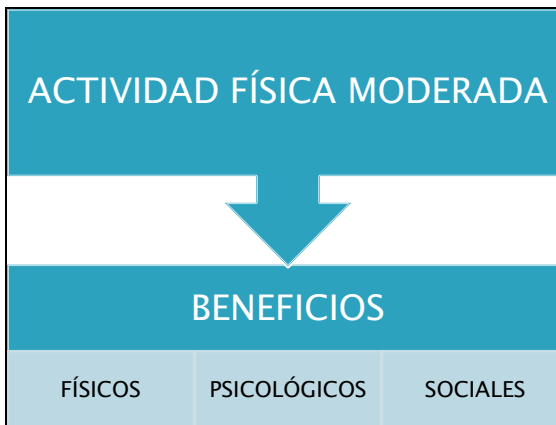 ACTIVIDAD FÍSICA MODERADA
BENEFICIOS
FÍSICOS PSICOLÓGICOS SOCIALES